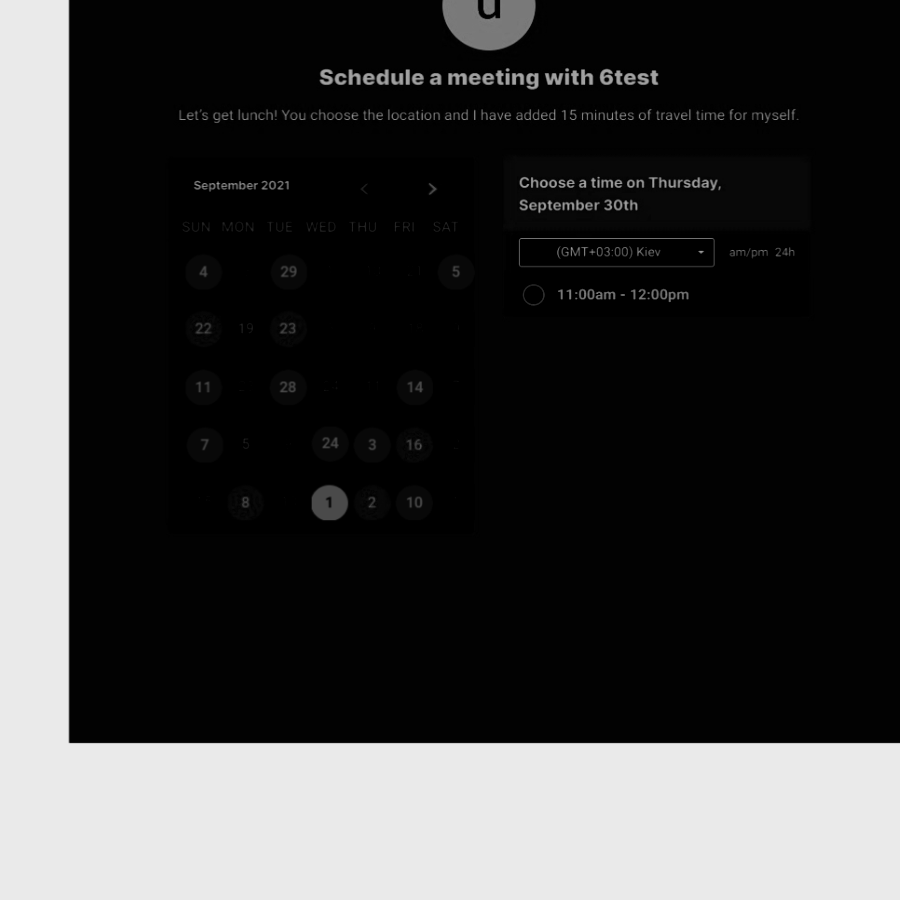 u
Schedule a meeting with 6test
Let's get lunch! You choose the location and I have added 15 minutes of travel time for myself.
September 2021
SUN MON TUE WED THU FRI SAT
4 29 5
22 19 23
11 28 14
7 5 24 3 16
8 1 2 10
Choose a time on Thursday,
September 30th
(GMT+03:00) Kiev am/pm 24h
11:00am - 12:00pm